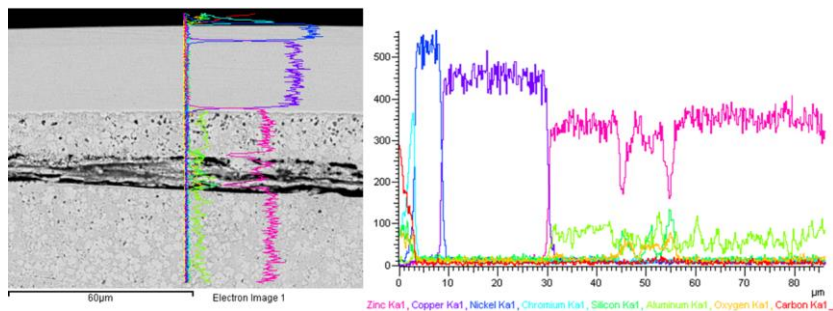 60µm
Electron Image 1
500
400
300
200
100
0
0 10 20 30 40 50 60 70 80
µm
Zinc Ka1, Copper Ka1, Nickel Ka1, Chromium Ka1, Silicon Ka1, Aluminum Ka1, Oxygen Ka1, Carbon Ka1_